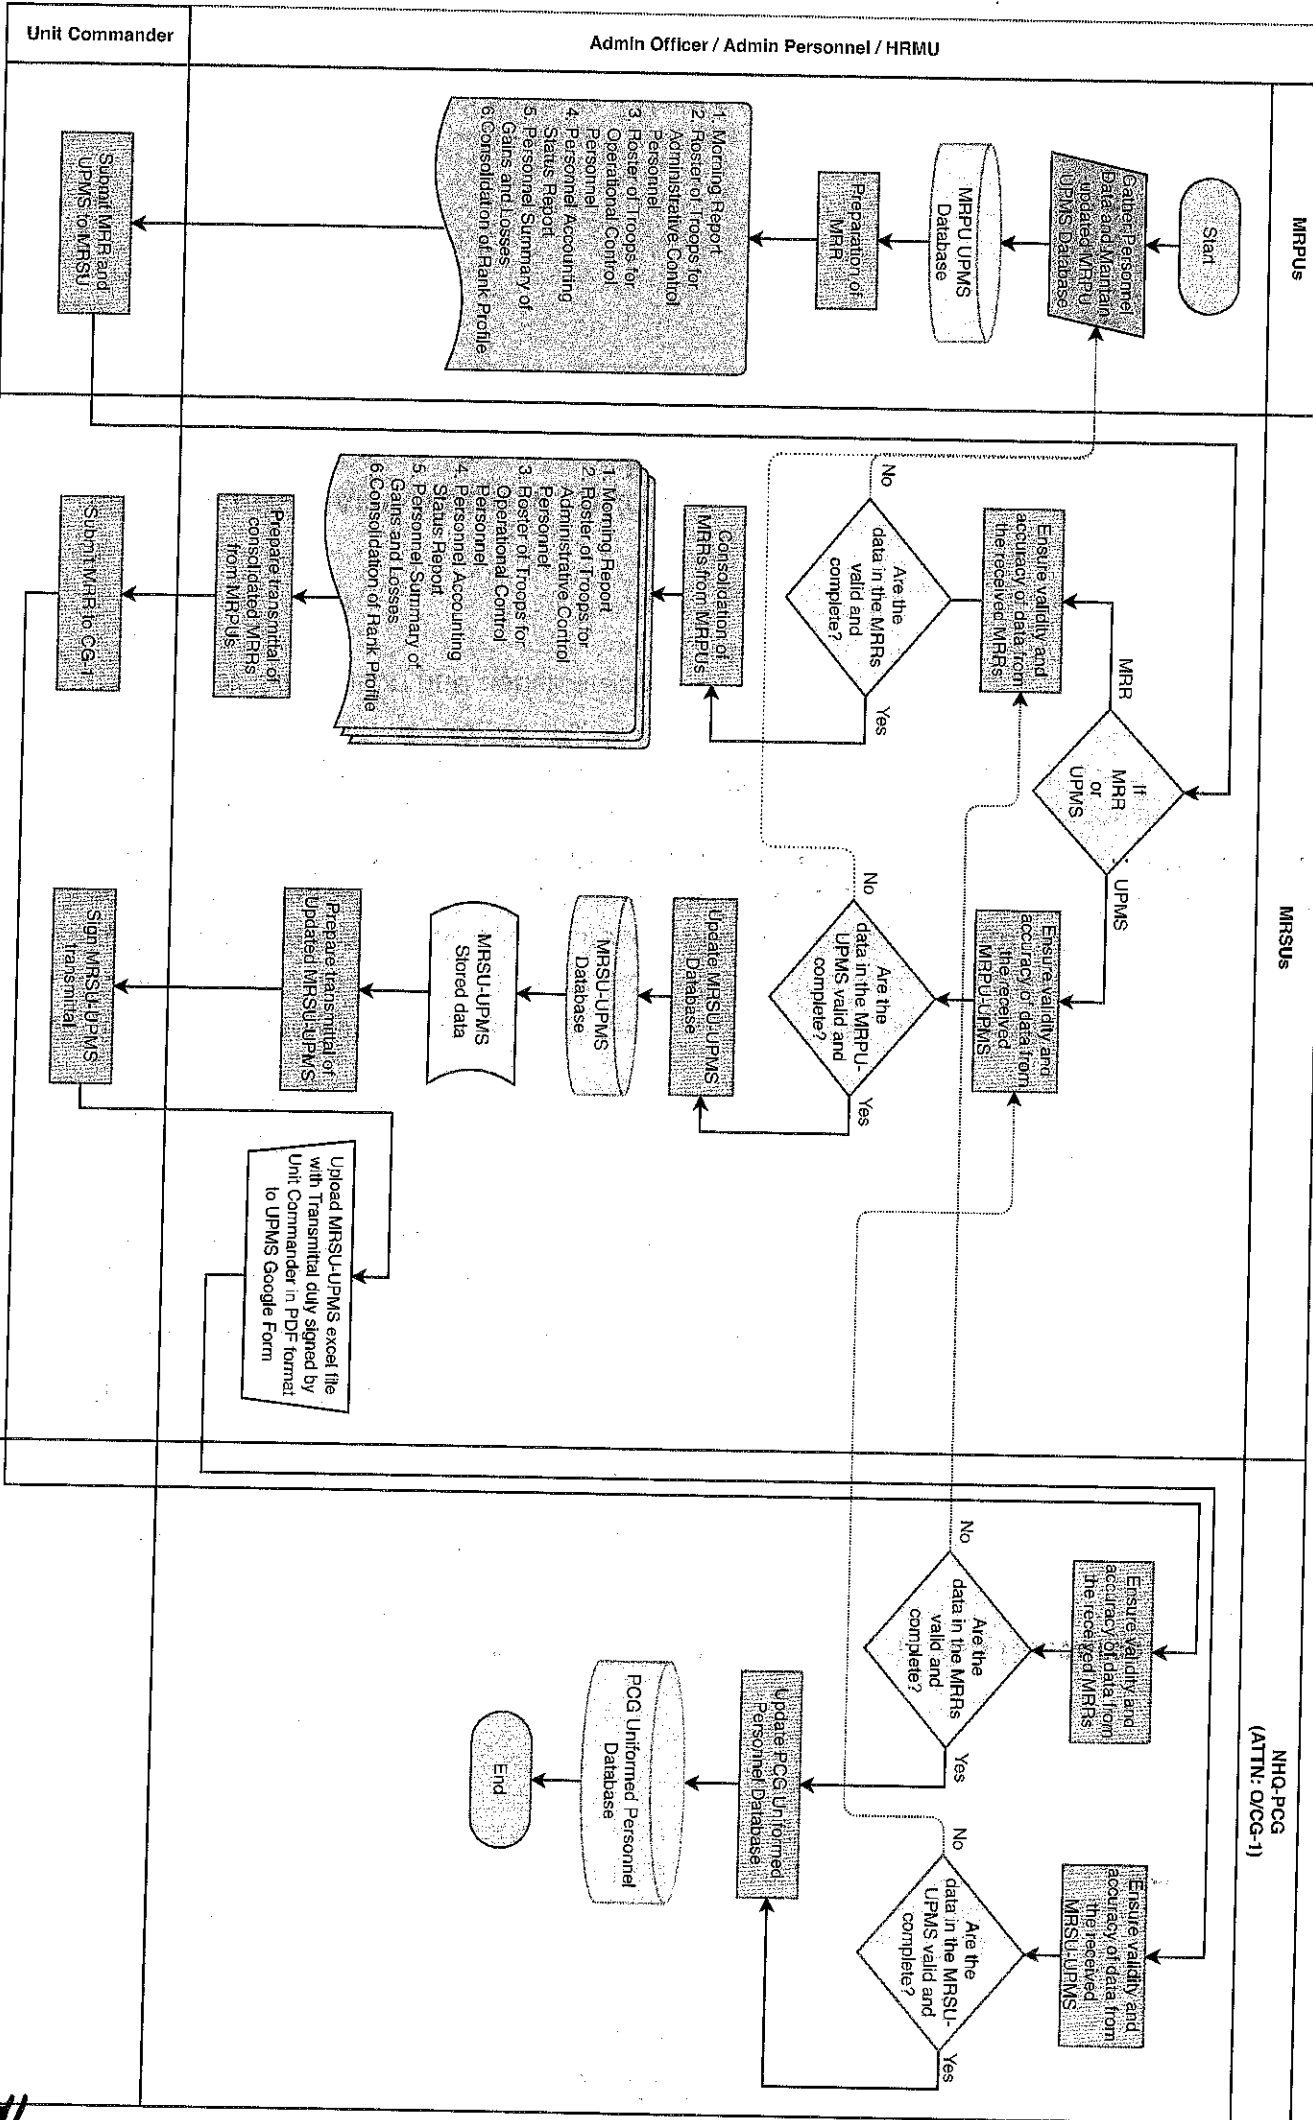 Unit Commander
Admin Officer / Admin Personnel / HRMU
MRPUs
Start
Gather Personnel
Data and Maintain
updated MRPU
UPMS Database
MRPU UPMS
Database
Preparation of
MRR
1. Morning Report
2. Roster of Troops for
Administrative Control
Personnel
3. Roster of Troops for
Operational Control
Personnel
4. Personnel Accounting
Status Report
5. Personnel Summary of
Gains and Losses
6. Consolidation of Rank Profile
Submit MRR and
UPMS to MRSU
MRSUs
If
MRR
or
UPMS
MRR
UPMS
Ensure validity and
accuracy of data from
the received MRRs
Are the
data in the MRRs
valid and
complete?
No
Yes
Consolidation of
MRRs from MRPUs
1. Morning Report
2. Roster of Troops for
Administrative Control
Personnel
3. Roster of Troops for
Operational Control
Personnel
4. Personnel Accounting
Status Report
5. Personnel Summary of
Gains and Losses
6. Consolidation of Rank Profile
Prepare transmittal of
consolidated MRRs
from MRPUs
Submit MRR to CG-1
Ensure validity and
accuracy of data from
the received
MRPU-UPMS
Are the
data in the MRPU-
UPMS valid and
complete?
No
Yes
Update MRSU-UPMS
Database
MRSU-UPMS
Database
MRSU-UPMS
Stored data
Prepare transmittal of
Updated MRSU-UPMS
Sign MRSU-UPMS
transmittal
Upload MRSU-UPMS excel file
with Transmittal duly signed by
Unit Commander in PDF format
to UPMS Google Form
NHQ-PCG
(ATTN: O/CG-1)
Ensure validity and
accuracy of data from
the received MRRs
Are the
data in the MRRs
valid and
complete?
No
Yes
Update PCG Uniformed
Personnel Database
PCG Uniformed Personnel
Database
End
Ensure validity and
accuracy of data from
the received
MRSU-UPMS
Are the
data in the MRSU-
UPMS valid and
complete?
No
Yes